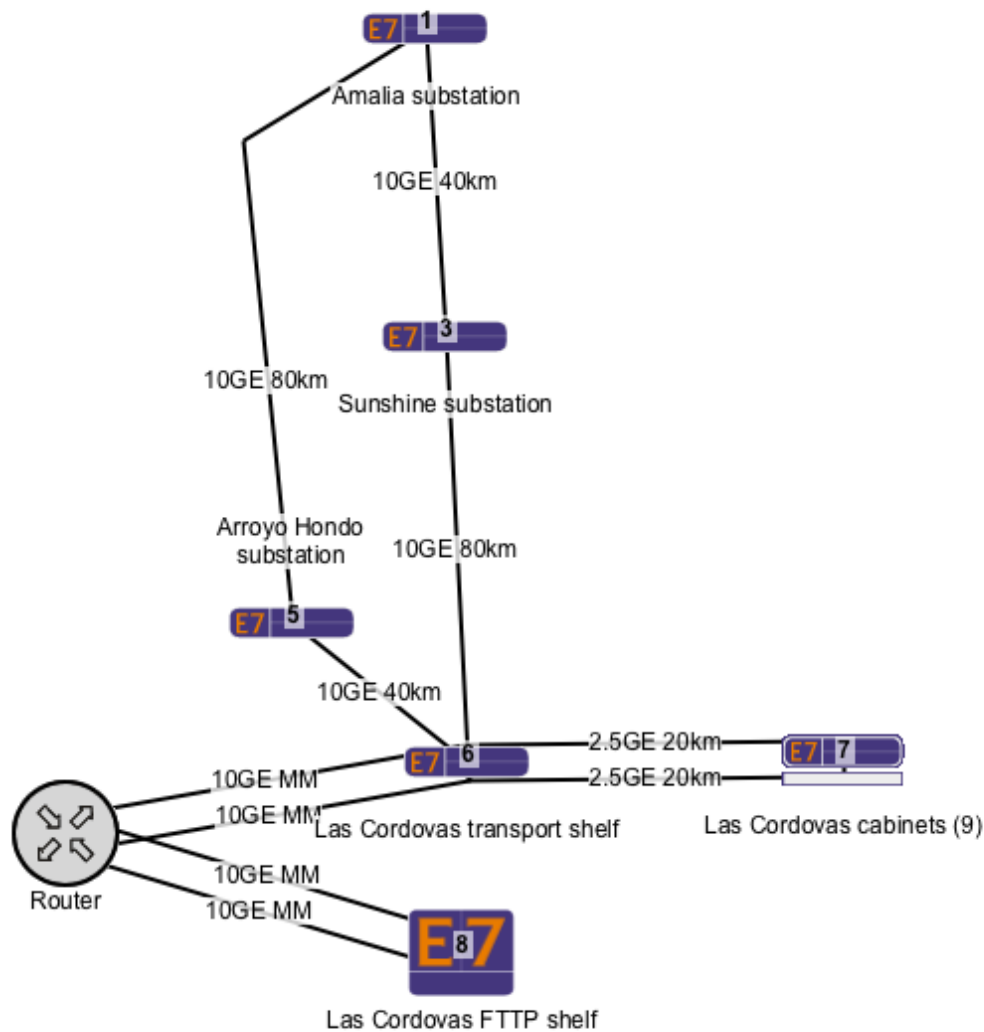 E7 1
Amalia substation
10GE 40km
E7 3
10GE 80km
Sunshine substation
Arroyo Hondo
substation
10GE 80km
E7 5
10GE 40km
E7 6
2.5GE 20km
E7 7
10GE MM
2.5GE 20km
10GE MM
Las Cordovas transport shelf
Las Cordovas cabinets (9)
10GE MM
Router
10GE MM
E7 8
Las Cordovas FTTP shelf